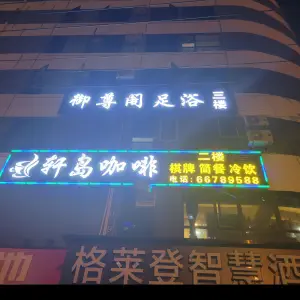 御尊阁足浴 三楼
轩岛咖啡 二楼
棋牌 简餐 冷饮
电话：66789588
格莱登智慧酒